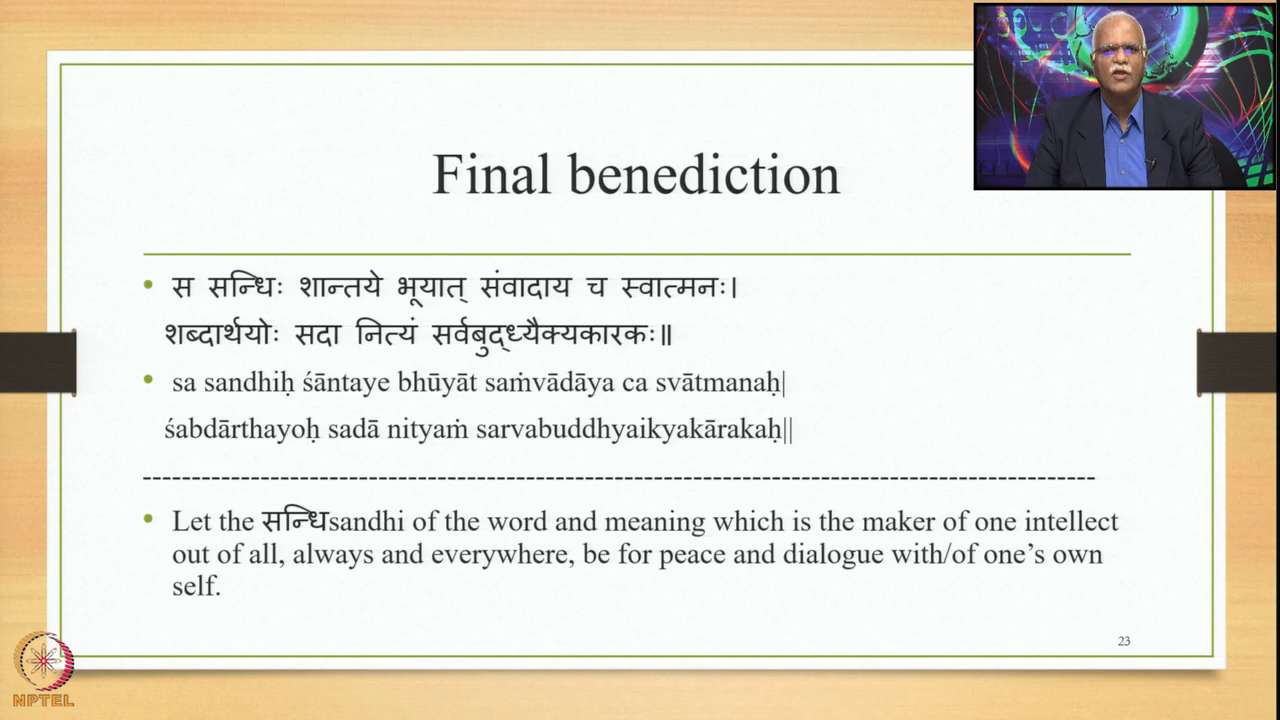 Final benediction
• स सन्धिः शान्तये भूयात् संवादाय च स्वात्मनः।
शब्दार्थयोः सदा नित्यं सर्वबुद्ध्यैक्यकारकः॥
• sa sandhiḥ śāntaye bhūyāt saṁvādāya ca svātmanaḥ|
śabdārthayoḥ sadā nityaṁ sarvabuddhyaikyakārakaḥ||
--------------------------------------------------------------------------------------------
• Let the सन्धिsandhi of the word and meaning which is the maker of one intellect
out of all, always and everywhere, be for peace and dialogue with/of one’s own
self.
23
NPTEL